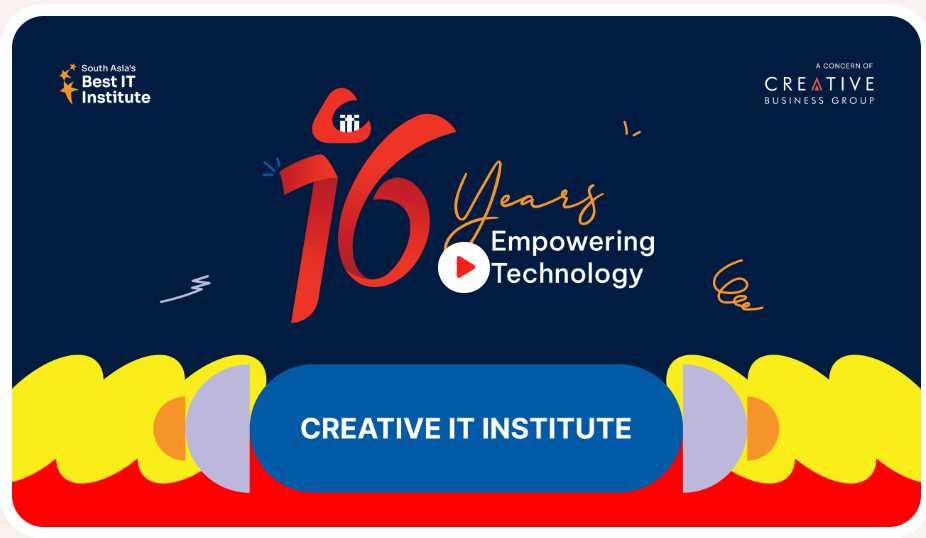 South Asia's
Best IT
Institute
A CONCERN OF
CREATIVE
BUSINESS GROUP
iti
16
Years
Empowering
Technology
CREATIVE IT INSTITUTE